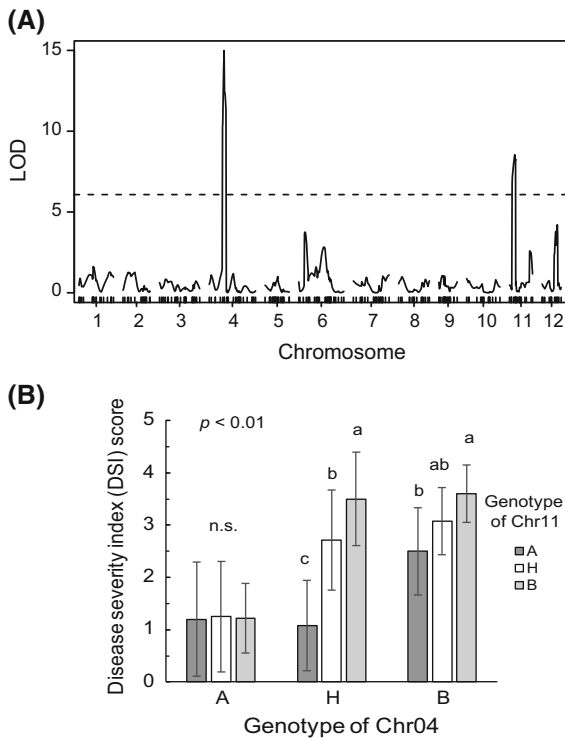 (A)
LOD
15
10
5
0
1 2 3 4 5 6 7 8 9 10 11 12
Chromosome
(B)
Disease severity index (DSI) score
5
4
3
2
1
0
p < 0.01
n.s.
c
b
a
b
ab
a
Genotype
of Chr11
A
H
B
A H B
Genotype of Chr04